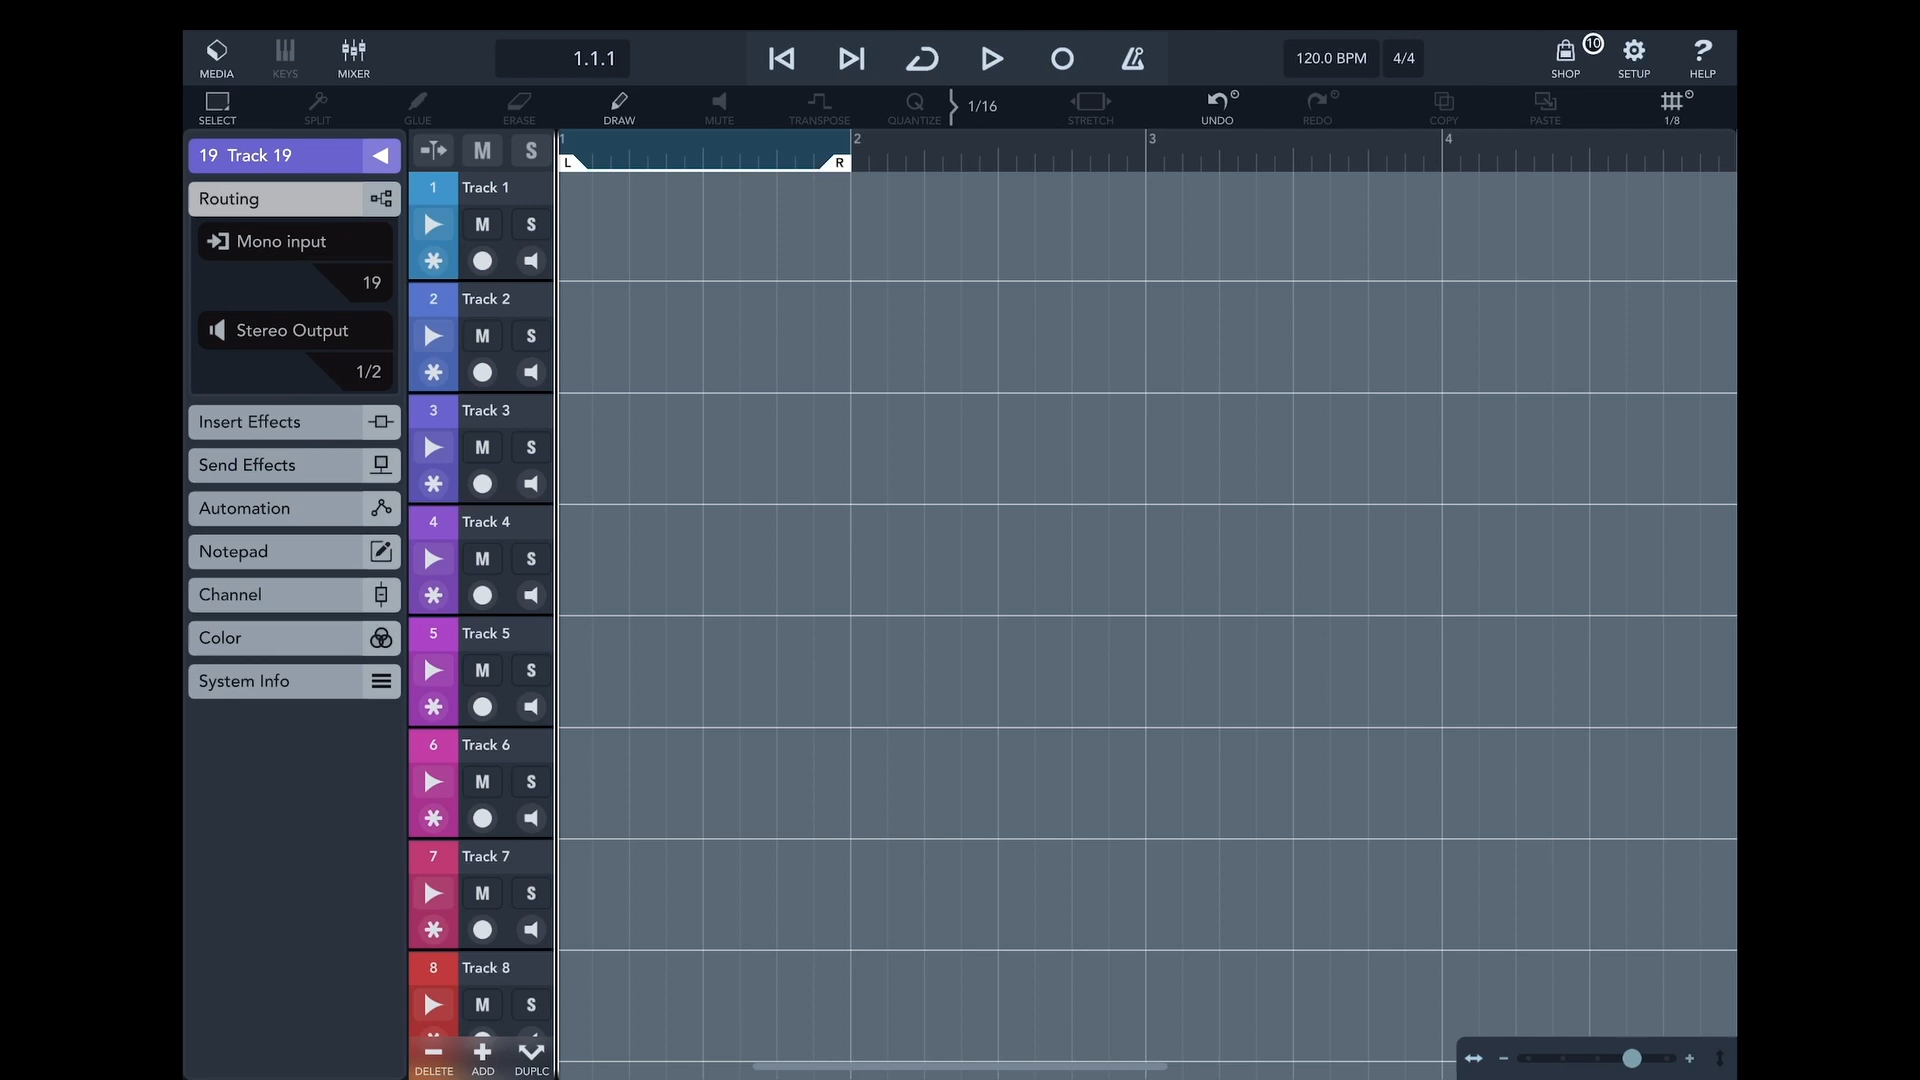 MEDIA KEYS MIXER 1.1.1 120.0 BPM 4/4 SHOP 10 SETUP ? HELP
SELECT SPLIT GLUE ERASE DRAW MUTE TRANSPOSE QUANTIZE 1/16 STRETCH UNDO REDO COPY PASTE 1/8
19 Track 19
Routing
Mono input
19
Stereo Output
1/2
Insert Effects
Send Effects
Automation
Notepad
Channel
Color
System Info
M S
1 2 3 4
L R
1 Track 1
M S
2 Track 2
M S
3 Track 3
M S
4 Track 4
M S
5 Track 5
M S
6 Track 6
M S
7 Track 7
M S
8 Track 8
M S
DELETE ADD DUPLC